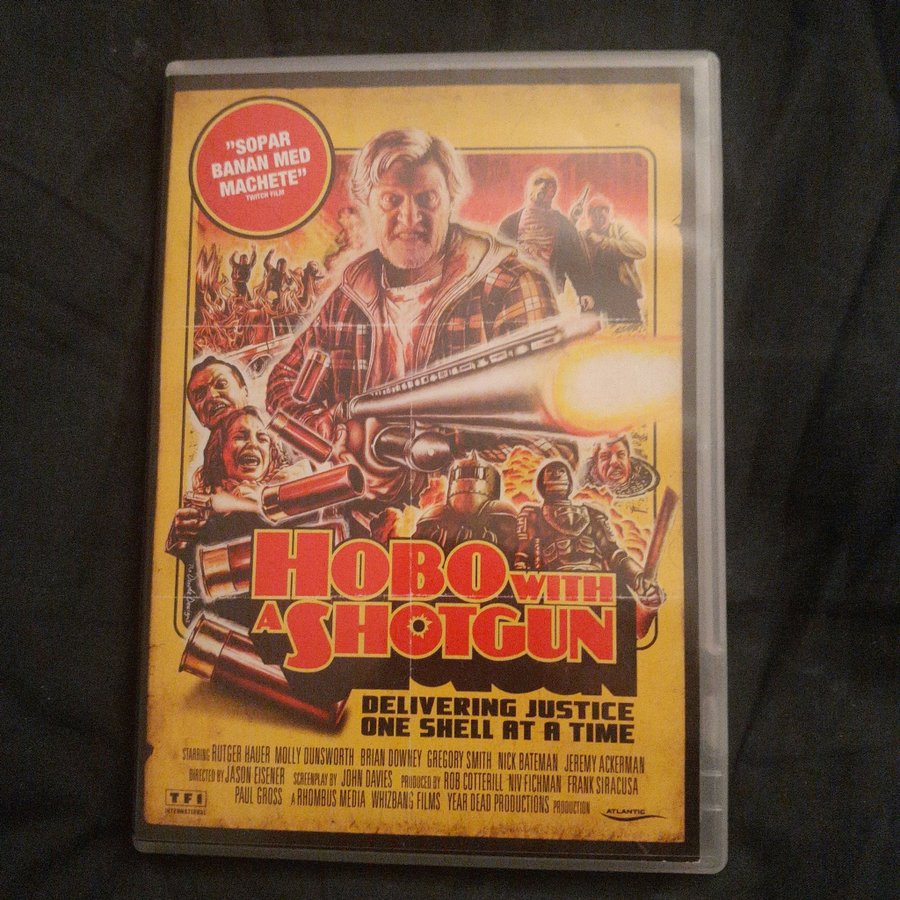 "SOPAR
BANAN MED
MACHETE"
TWITCH FILM
HOBO WITH
A SHOTGUN
DELIVERING JUSTICE
ONE SHELL AT A TIME
STARRING RUTGER HAUER MOLLY DUNSWORTH BRIAN DOWNEY GREGORY SMITH NICK BATEMAN JEREMY ACKERMAN
DIRECTED BY JASON EISENER SCREENPLAY BY JOHN DAVIES PRODUCED BY ROB COTTERILL NIV FICHMAN FRANK SIRACUSA
PAUL GROSS A RHOMBUS MEDIA WHIZBANG FILMS YEAR DEAD PRODUCTIONS PRODUCTION
TF1
INTERNATIONAL
ATLANTIC